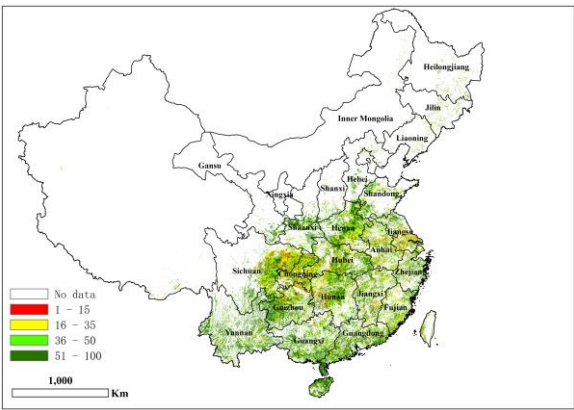 Heilongjiang
Jilin
Inner Mongolia
Liaoning
Gansu
Hebei
Ningxia
Shanxi
Shandong
Shaanxi
Henan
Jiangsu
Anhui
Sichuan
Chongqing
Hubei
Zhejiang
Hunan
Jiangxi
Guizhou
Fujian
Yunnan
Guangxi
Guangdong
No data
1 - 15
16 - 35
36 - 50
51 - 100
1,000
Km